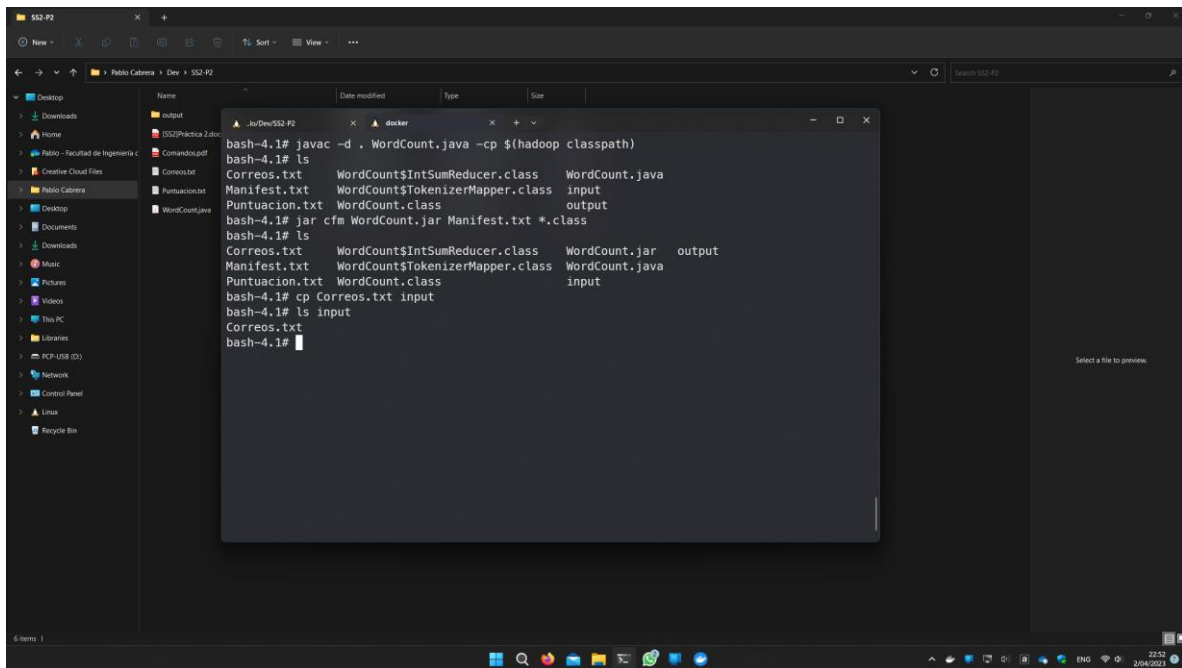 SS2-P2
New
Sort
View
Pablo Cabrera > Dev > SS2-P2
Search SS2-P2
Desktop
Downloads
Home
Pablo - Facultad de Ingeniería c
Creative Cloud Files
Pablo Cabrera
Desktop
Documents
Downloads
Music
Pictures
Videos
This PC
Libraries
PCP-USB (D:)
Network
Control Panel
Linux
Recycle Bin
Name Date modified Type Size
output
[SS2]Práctica 2.doc
Comandos.pdf
Correos.txt
Puntuacion.txt
WordCount.java
../o/Dev/SS2-P2 docker
bash-4.1# javac -d . WordCount.java -cp $(hadoop classpath)
bash-4.1# ls
Correos.txt WordCount$IntSumReducer.class WordCount.java
Manifest.txt WordCount$TokenizerMapper.class input
Puntuacion.txt WordCount.class output
bash-4.1# jar cfm WordCount.jar Manifest.txt *.class
bash-4.1# ls
Correos.txt WordCount$IntSumReducer.class WordCount.jar output
Manifest.txt WordCount$TokenizerMapper.class WordCount.java
Puntuacion.txt WordCount.class input
bash-4.1# cp Correos.txt input
bash-4.1# ls input
Correos.txt
bash-4.1#
Select a file to preview.
6 items
ENG
22:52
2/04/2023